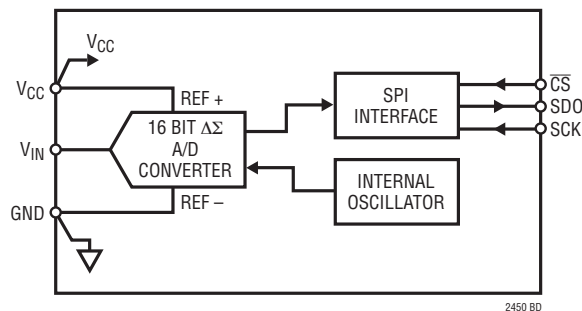 VCC
VCC
REF +
16 BIT ΔΣ
A/D
CONVERTER
VIN
REF –
GND
SPI
INTERFACE
INTERNAL
OSCILLATOR
CS
SDO
SCK
2450 BD